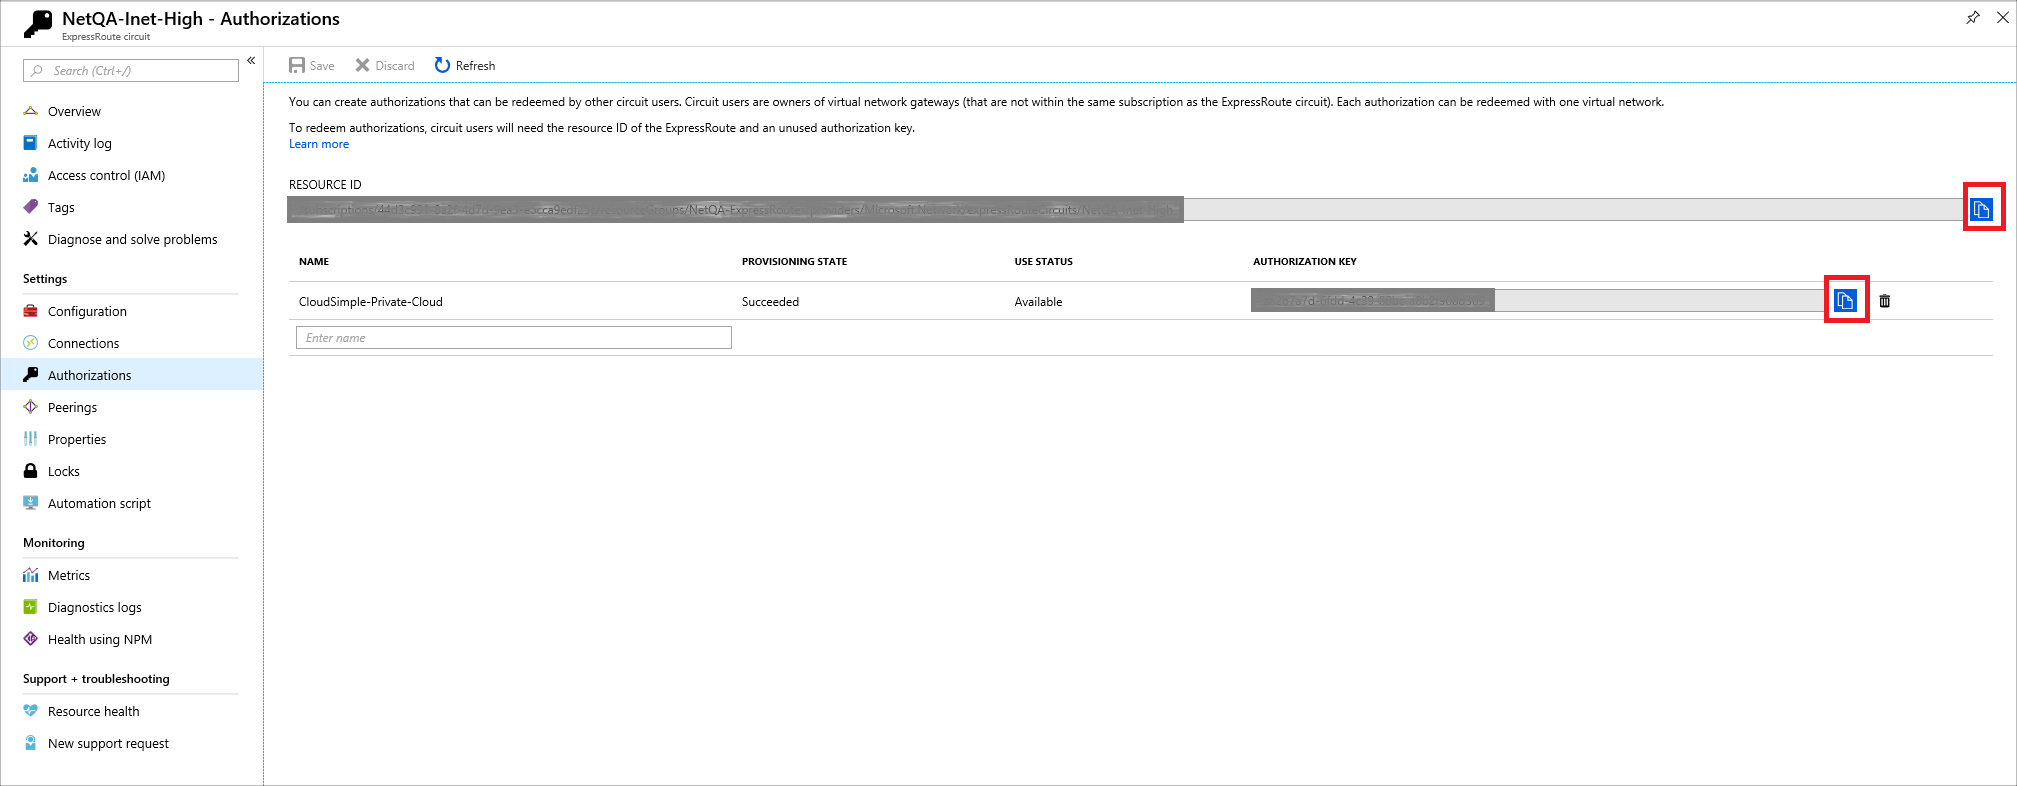 NetQA-Inet-High - Authorizations
ExpressRoute circuit
Search (Ctrl+/)
«
Overview
Activity log
Access control (IAM)
Tags
Diagnose and solve problems
Settings
Configuration
Connections
Authorizations
Peerings
Properties
Locks
Automation script
Monitoring
Metrics
Diagnostics logs
Health using NPM
Support + troubleshooting
Resource health
New support request
Save Discard Refresh
You can create authorizations that can be redeemed by other circuit users. Circuit users are owners of virtual network gateways (that are not within the same subscription as the ExpressRoute circuit). Each authorization can be redeemed with one virtual network.
To redeem authorizations, circuit users will need the resource ID of the ExpressRoute and an unused authorization key.
Learn more
RESOURCE ID
NAME PROVISIONING STATE USE STATUS AUTHORIZATION KEY
CloudSimple-Private-Cloud Succeeded Available
Enter name